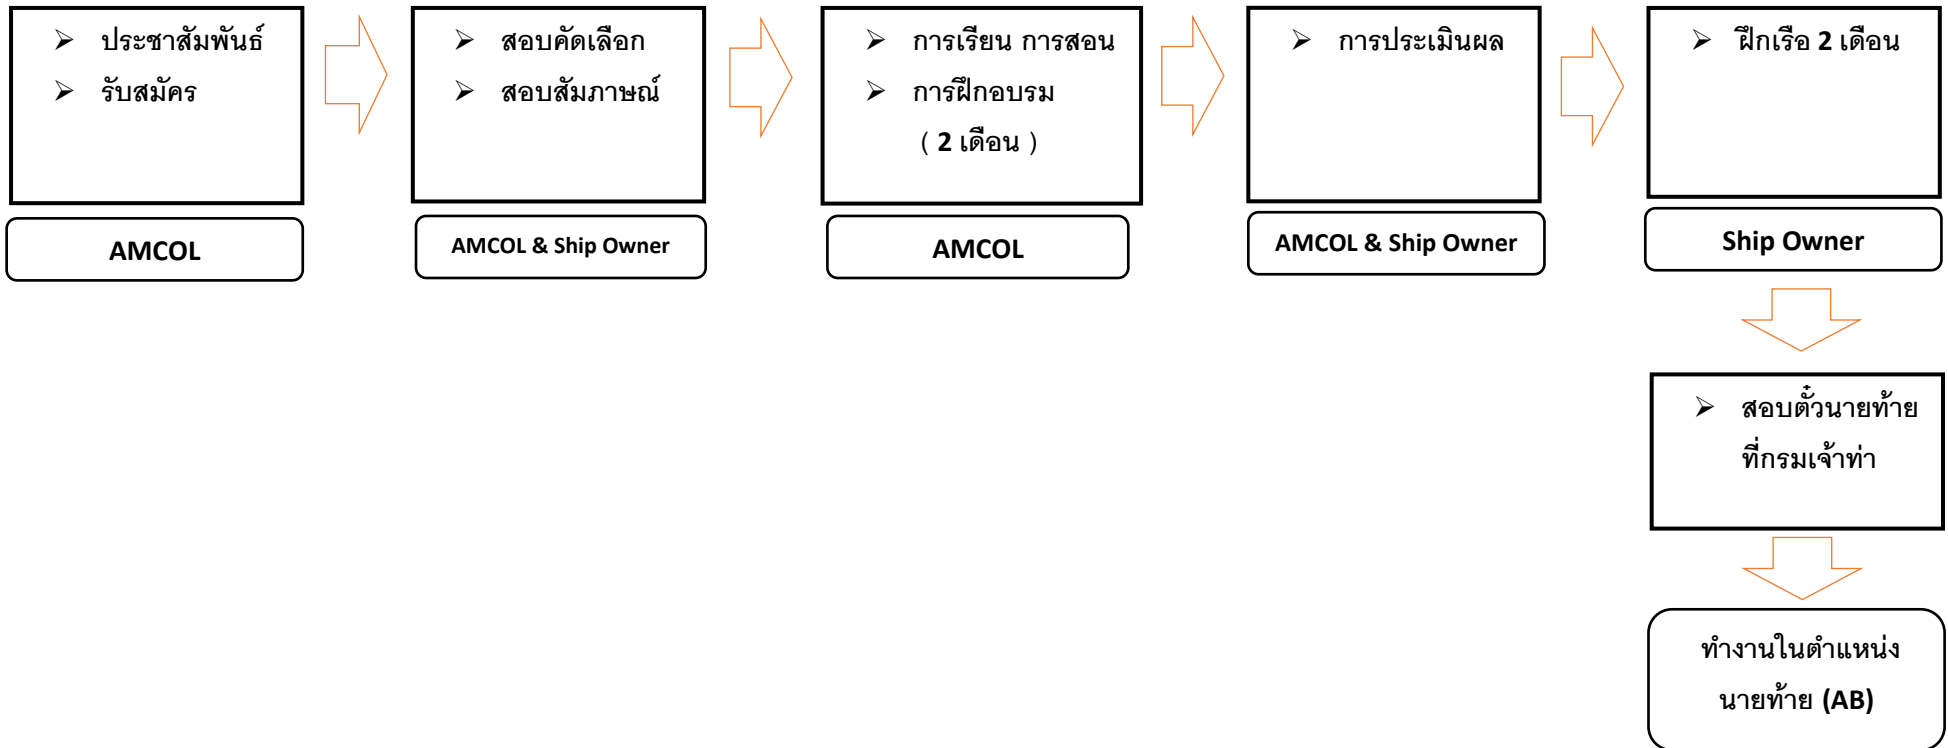 ➢ ประชาสัมพันธ์
➢ รับสมัคร
AMCOL
➢ สอบคัดเลือก
➢ สอบสัมภาษณ์
AMCOL & Ship Owner
➢ การเรียน การสอน
➢ การฝึกอบรม
( 2 เดือน )
AMCOL
➢ การประเมินผล
AMCOL & Ship Owner
➢ ฝึกเรือ 2 เดือน
Ship Owner
➢ สอบตั๋วนายท้าย
ที่กรมเจ้าท่า
ทำงานในตำแหน่ง
นายท้าย (AB)